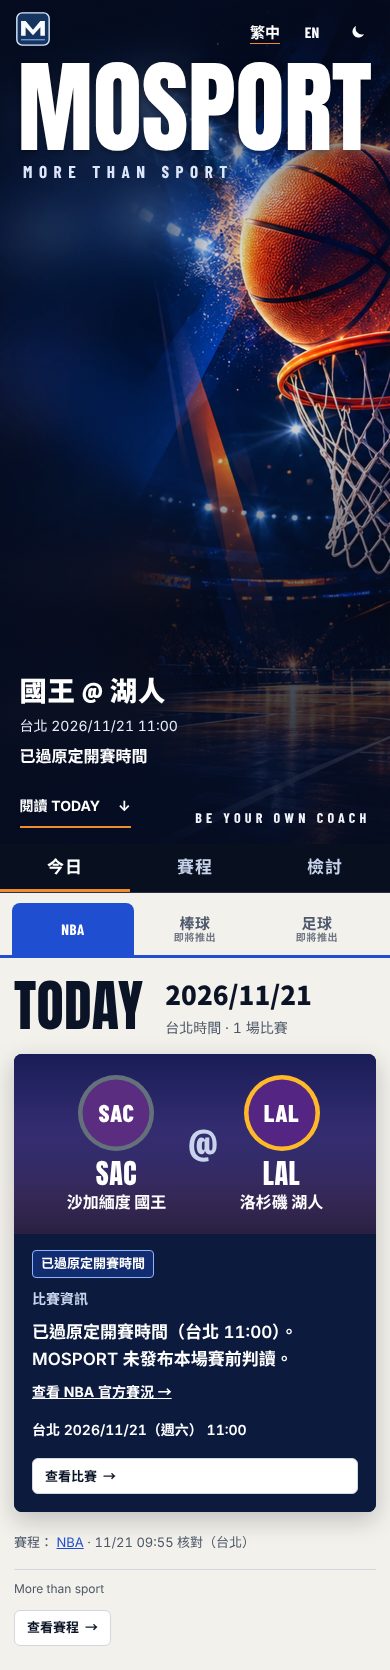 M
繁中 EN
MOSPORT
MORE THAN SPORT
國王 @ 湖人
台北 2026/11/21 11:00
已過原定開賽時間
閱讀 TODAY ↓
BE YOUR OWN COACH
今日 賽程 檢討
NBA 棒球 足球
即將推出 即將推出
TODAY 2026/11/21
台北時間 · 1 場比賽
SAC @ LAL
SAC LAL
沙加緬度 國王 洛杉磯 湖人
已過原定開賽時間
比賽資訊
已過原定開賽時間（台北 11:00）。
MOSPORT 未發布本場賽前判讀。
查看 NBA 官方賽況 →
台北 2026/11/21（週六） 11:00
查看比賽 →
賽程： NBA · 11/21 09:55 核對（台北）
More than sport
查看賽程 →